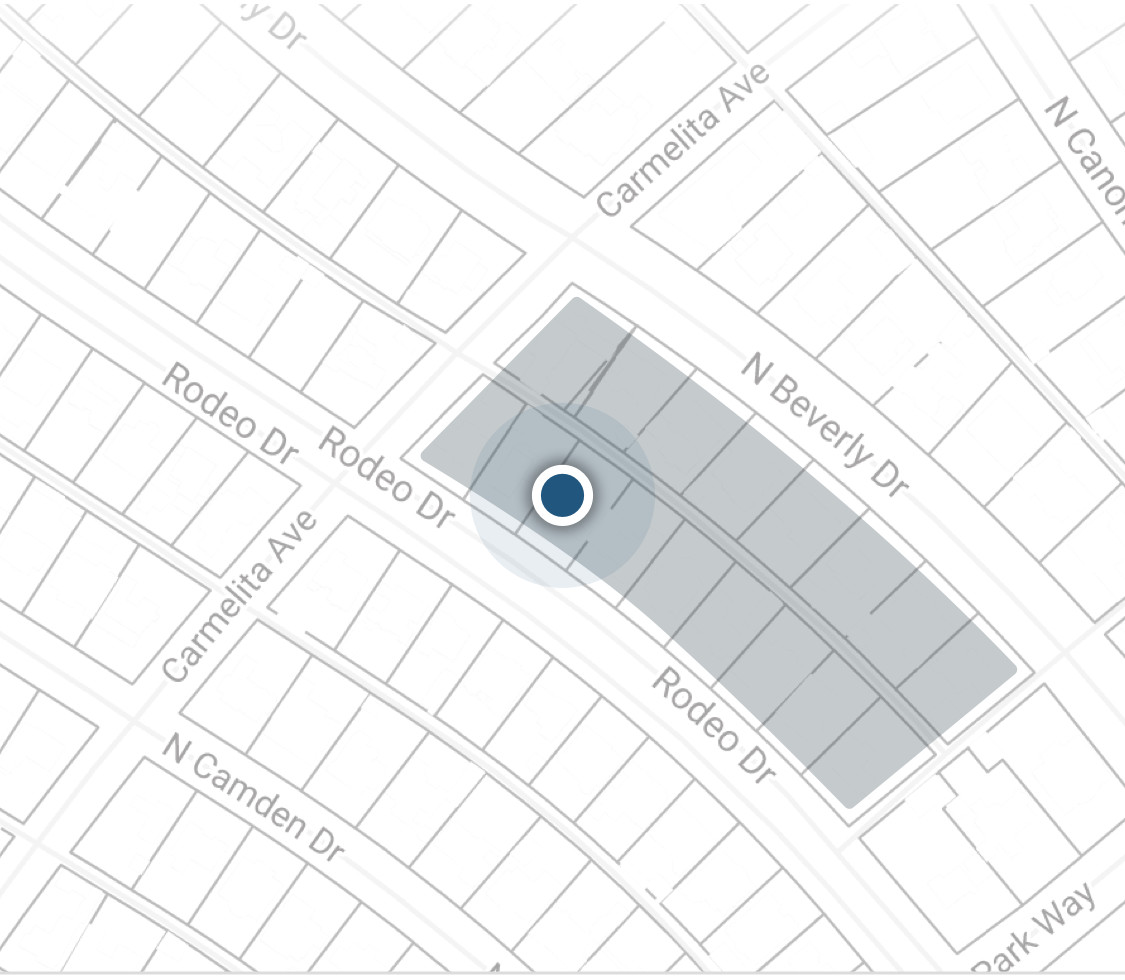 Dr
Carmelita Ave
N Canon
N Beverly Dr
Rodeo Dr
Rodeo Dr
Carmelita Ave
Rodeo Dr
N Camden Dr
Park Way